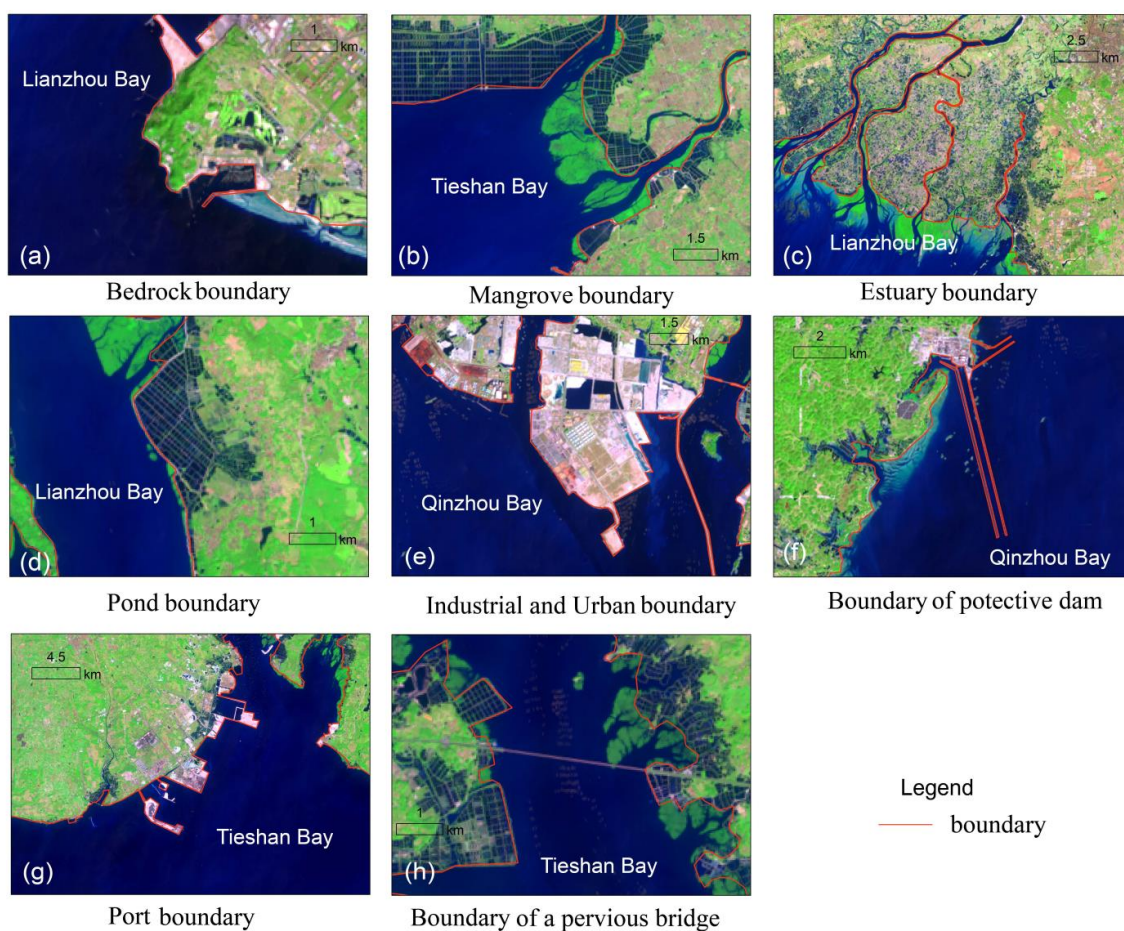 1
km
Lianzhou Bay
(a)
Bedrock boundary
Tieshan Bay
1.5
km
(b)
Mangrove boundary
2.5
km
Lianzhou Bay
(c)
Estuary boundary
Lianzhou Bay
1
km
(d)
Pond boundary
1.5
km
Qinzhou Bay
(e)
Industrial and Urban boundary
2
km
(f)
Qinzhou Bay
Boundary of potective dam
4.5
km
Tieshan Bay
(g)
Port boundary
1
km
Tieshan Bay
(h)
Boundary of a pervious bridge
Legend
boundary